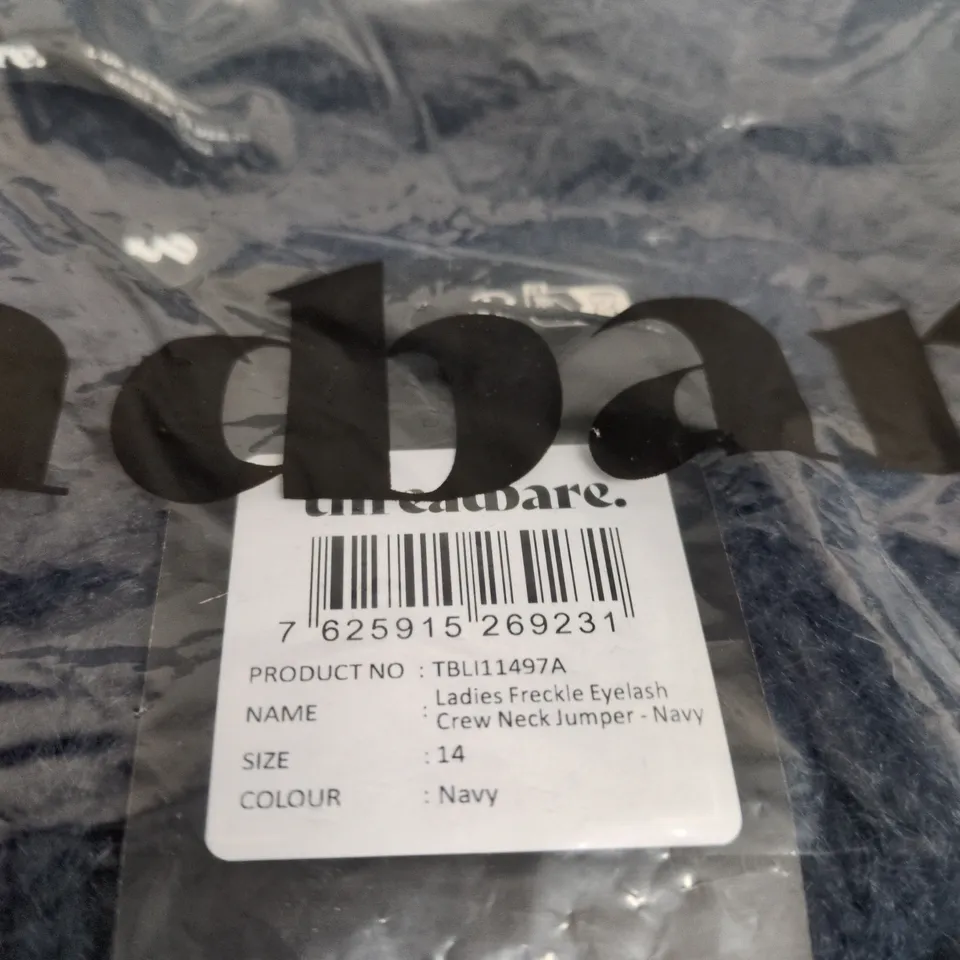 threadbare.
7 625915 269231
PRODUCT NO : TBLI11497A
NAME : Ladies Freckle Eyelash
Crew Neck Jumper - Navy
SIZE : 14
COLOUR : Navy